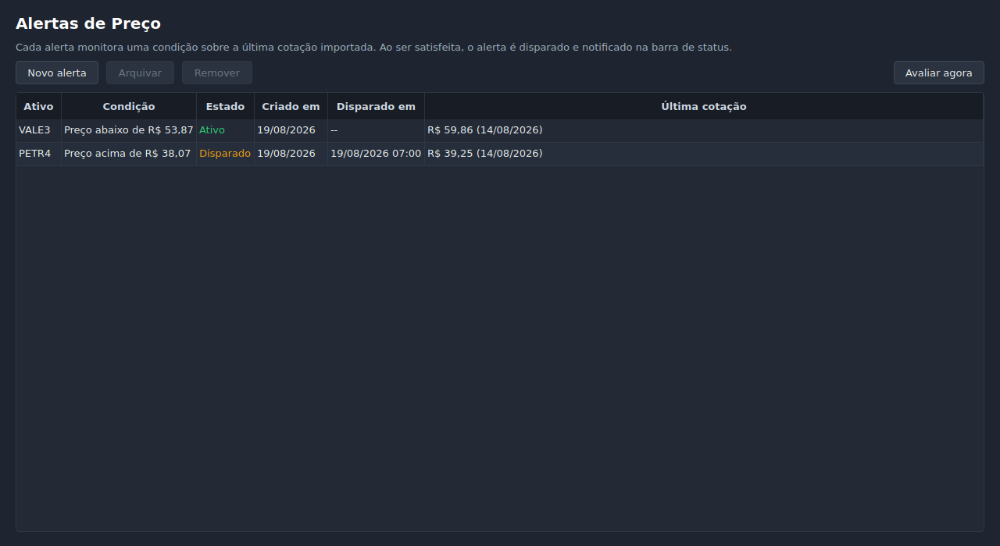 Alertas de Preço
Cada alerta monitora uma condição sobre a última cotação importada. Ao ser satisfeita, o alerta é disparado e notificado na barra de status.
Novo alerta Arquivar Remover Avaliar agora
Ativo Condição Estado Criado em Disparado em Última cotação
VALE3 Preço abaixo de R$ 53,87 Ativo 19/08/2026 -- R$ 59,86 (14/08/2026)
PETR4 Preço acima de R$ 38,07 Disparado 19/08/2026 19/08/2026 07:00 R$ 39,25 (14/08/2026)